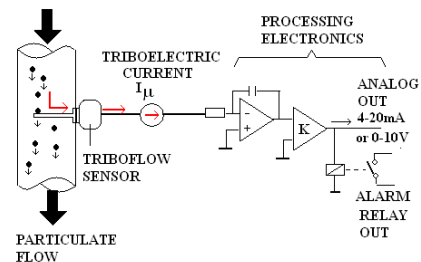 PROCESSING
ELECTRONICS
TRIBOELECTRIC
CURRENT
Iμ
ANALOG
OUT
4-20mA
or 0-10V
-
+
K
TRIBOFLOW
SENSOR
ALARM
RELAY
OUT
PARTICULATE
FLOW